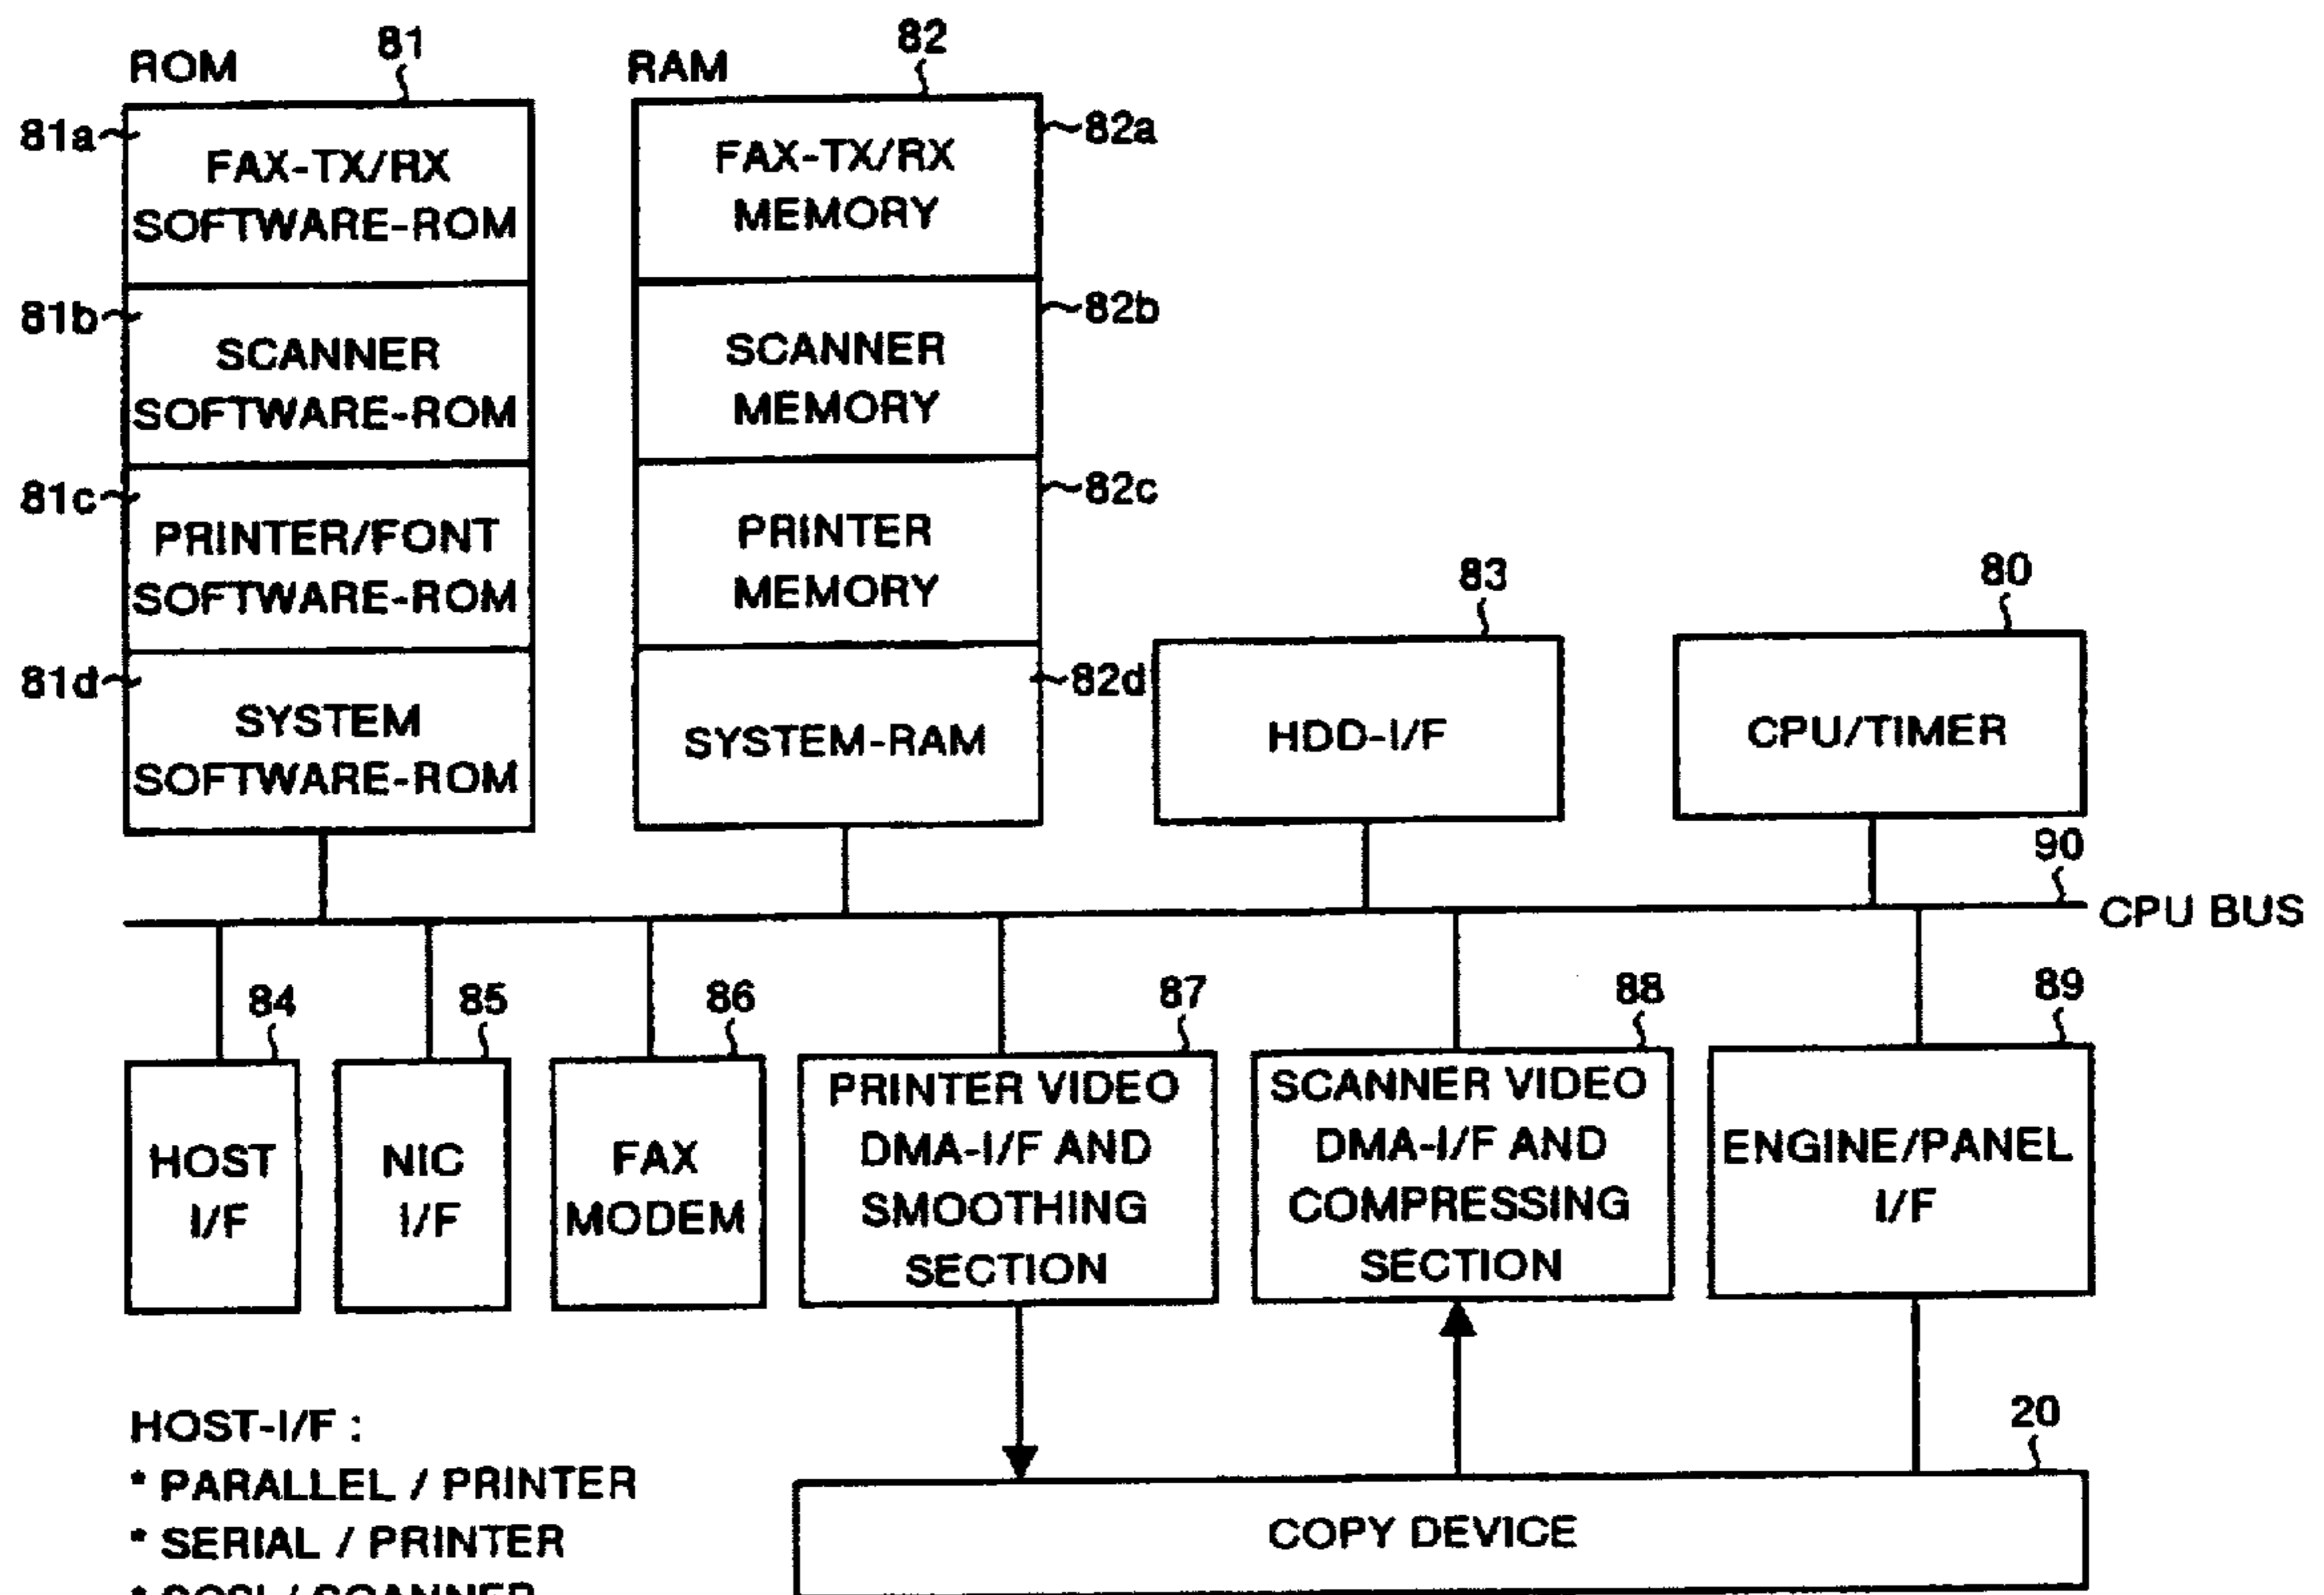 ROM
81
RAM
82
81a
FAX-TX/RX
SOFTWARE-ROM
FAX-TX/RX
MEMORY
82a
81b
SCANNER
SOFTWARE-ROM
SCANNER
MEMORY
82b
81c
PRINTER/FONT
SOFTWARE-ROM
PRINTER
MEMORY
82c
81d
SYSTEM
SOFTWARE-ROM
SYSTEM-RAM
82d
83
HDD-I/F
80
CPU/TIMER
90
CPU BUS
84
HOST
I/F
85
NIC
I/F
86
FAX
MODEM
87
PRINTER VIDEO
DMA-I/F AND
SMOOTHING
SECTION
88
SCANNER VIDEO
DMA-I/F AND
COMPRESSING
SECTION
89
ENGINE/PANEL
I/F
20
COPY DEVICE
HOST-I/F :
* PARALLEL / PRINTER
* SERIAL / PRINTER
* SCSI / SCANNER